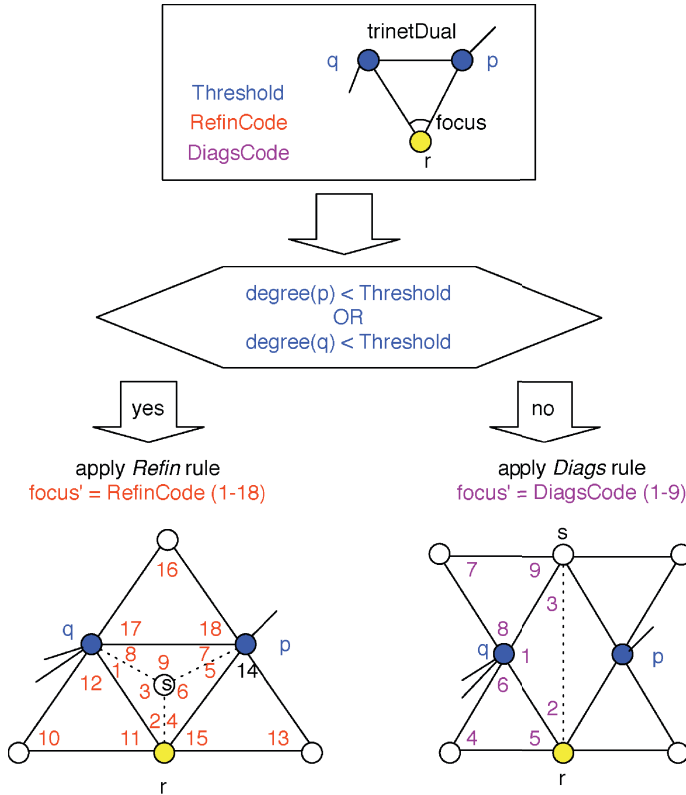 trinetDual
q
p
Threshold
RefinCode
focus
DiagsCode
r
degree(p) < Threshold
OR
degree(q) < Threshold
yes
no
apply Refin rule
focus' = RefinCode (1-18)
apply Diags rule
focus' = DiagsCode (1-9)
16
q
17
18
p
8
9
7
1
5
14
12
3
s
6
2
4
10
11
15
13
r
s
7
9
3
8
q
1
p
6
2
4
5
r